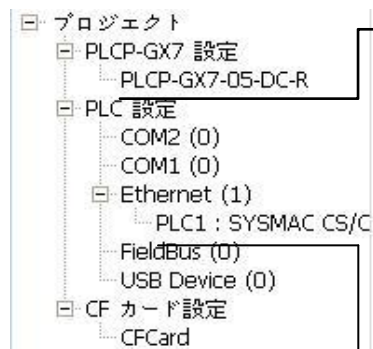 プロジェクト
PLCP-GX7 設定
PLCP-GX7-05-DC-R
PLC 設定
COM2 (0)
COM1 (0)
Ethernet (1)
PLC1 : SYSMAC CS/C
FieldBus (0)
USB Device (0)
CF カード設定
CFCard